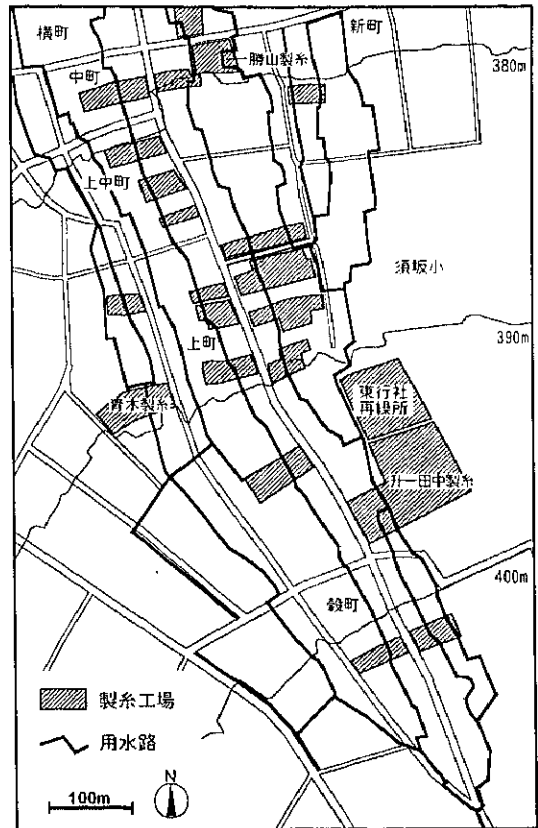 横町
新町
中町
勝山製糸
380m
上中町
須坂小
390m
上町
青木製糸
東行社
再繰所
升一田中製糸
400m
穀町
製糸工場
用水路
100m
N